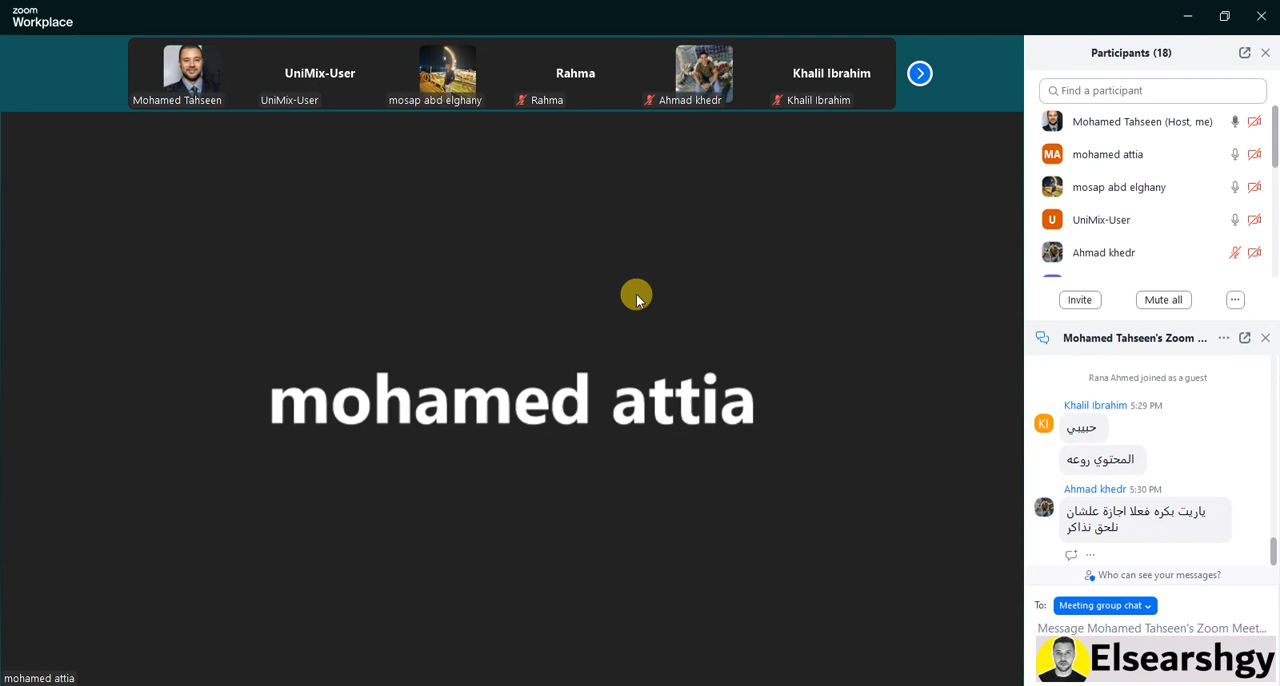 zoom
Workplace
UniMix-User
Rahma
Khalil Ibrahim
Mohamed Tahseen
UniMix-User
mosap abd elghany
Rahma
Ahmad khedr
Khalil Ibrahim
mohamed attia
mohamed attia
Participants (18)
Find a participant
Mohamed Tahseen (Host, me)
MA mohamed attia
mosap abd elghany
U UniMix-User
Ahmad khedr
Invite Mute all ...
Mohamed Tahseen's Zoom ... ...
Rana Ahmed joined as a guest
Khalil Ibrahim 5:29 PM
KI حبيبي
المحتوي روعه
Ahmad khedr 5:30 PM
ياريت بكره فعلا اجازة علشان
نلحق نذاكر
...
Who can see your messages?
To: Meeting group chat
Message Mohamed Tahseen's Zoom Meet...
Elsearshgy